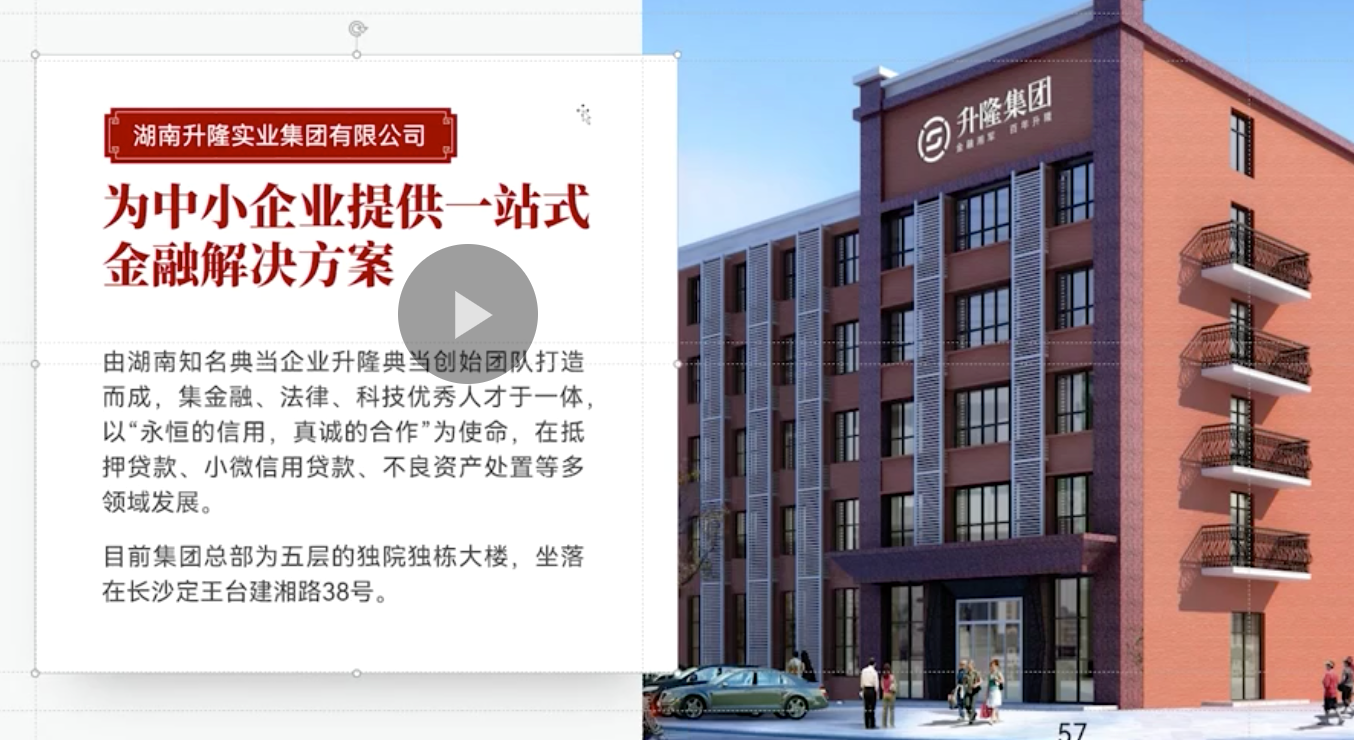 湖南升隆实业集团有限公司
为中小企业提供一站式
金融解决方案
由湖南知名典当企业升隆典当创始团队打造
而成，集金融、法律、科技优秀人才于一体，
以“永恒的信用，真诚的合作”为使命，在抵
押贷款、小微信用贷款、不良资产处置等多
领域发展。
目前集团总部为五层的独院独栋大楼，坐落
在长沙定王台建湘路38号。
升隆集团
百年升隆
57